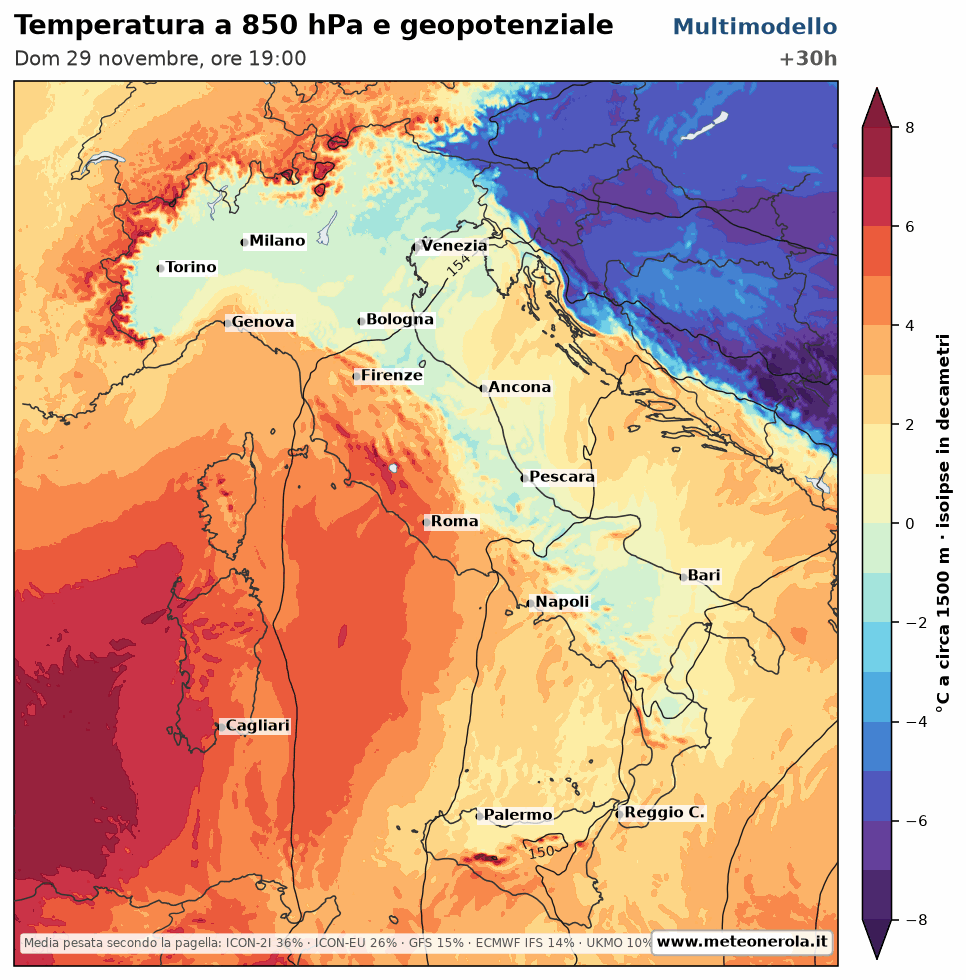 Temperatura a 850 hPa e geopotenziale
Multimodello
Dom 29 novembre, ore 19:00
+30h
8
6
4
2
0
−2
−4
−6
−8
°C a circa 1500 m · isoipse in decametri
Milano
Venezia
154
Torino
Genova
Bologna
Firenze
Ancona
Pescara
Roma
Bari
Napoli
Cagliari
Palermo
Reggio C.
150
Media pesata secondo la pagella: ICON-2I 36% · ICON-EU 26% · GFS 15% · ECMWF IFS 14% · UKMO 10%
www.meteonerola.it